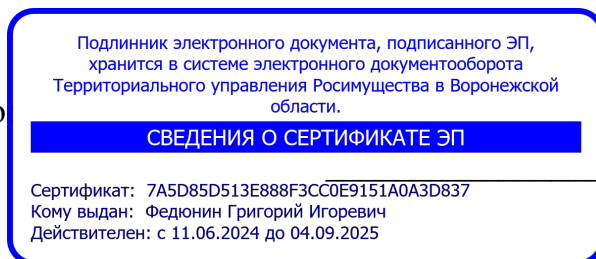 Подлинник электронного документа, подписанного ЭП,
хранится в системе электронного документооборота
Территориального управления Росимущества в Воронежской
области.
СВЕДЕНИЯ О СЕРТИФИКАТЕ ЭП
Сертификат: 7A5D85D513E888F3CC0E9151A0A3D837
Кому выдан: Федюнин Григорий Игоревич
Действителен: с 11.06.2024 до 04.09.2025